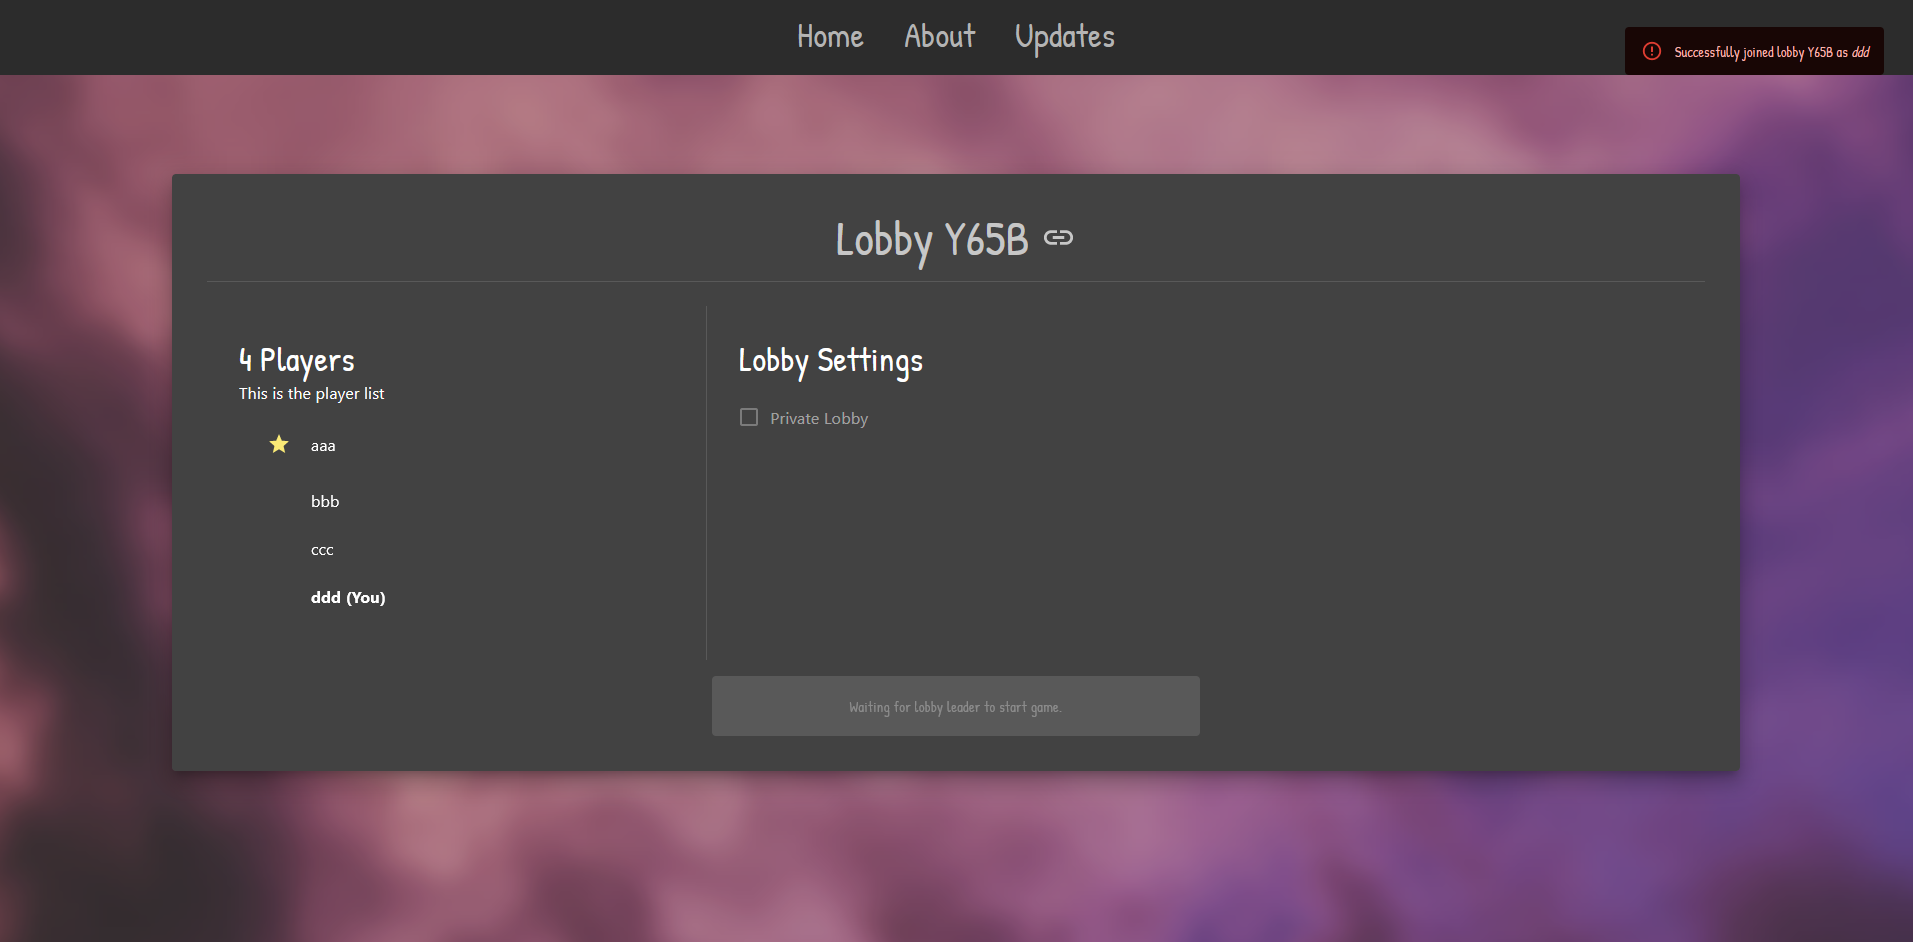 Home About Updates
Successfully joined lobby Y65B as ddd
Lobby Y65B
4 Players
This is the player list
aaa
bbb
ccc
ddd (You)
Lobby Settings
Private Lobby
Waiting for lobby leader to start game.